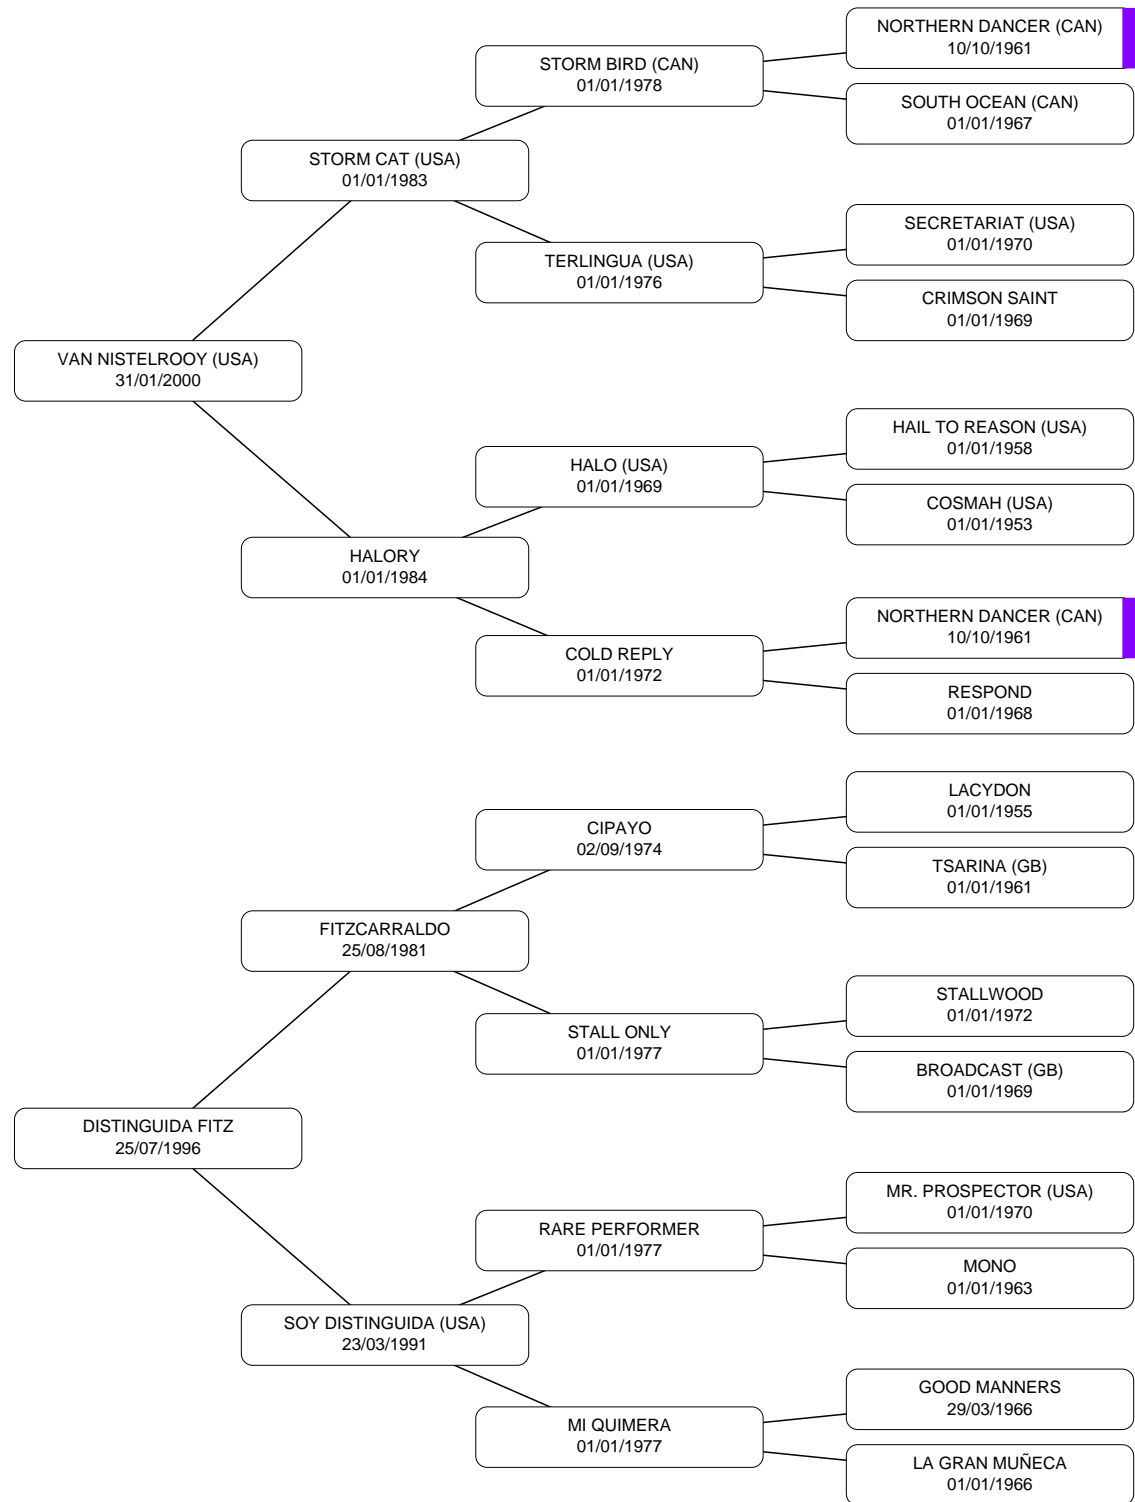 NORTHERN DANCER (CAN)
10/10/1961
STORM BIRD (CAN)
01/01/1978
SOUTH OCEAN (CAN)
01/01/1967
STORM CAT (USA)
01/01/1983
SECRETARIAT (USA)
01/01/1970
TERLINGUA (USA)
01/01/1976
CRIMSON SAINT
01/01/1969
VAN NISTELROOY (USA)
31/01/2000
HAIL TO REASON (USA)
01/01/1958
HALO (USA)
01/01/1969
COSMAH (USA)
01/01/1953
HALORY
01/01/1984
NORTHERN DANCER (CAN)
10/10/1961
COLD REPLY
01/01/1972
RESPOND
01/01/1968
LACYDON
01/01/1955
CIPAYO
02/09/1974
TSARINA (GB)
01/01/1961
FITZCARRALDO
25/08/1981
STALLWOOD
01/01/1972
STALL ONLY
01/01/1977
BROADCAST (GB)
01/01/1969
DISTINGUIDA FITZ
25/07/1996
MR. PROSPECTOR (USA)
01/01/1970
RARE PERFORMER
01/01/1977
MONO
01/01/1963
SOY DISTINGUIDA (USA)
23/03/1991
GOOD MANNERS
29/03/1966
MI QUIMERA
01/01/1977
LA GRAN MUÑECA
01/01/1966